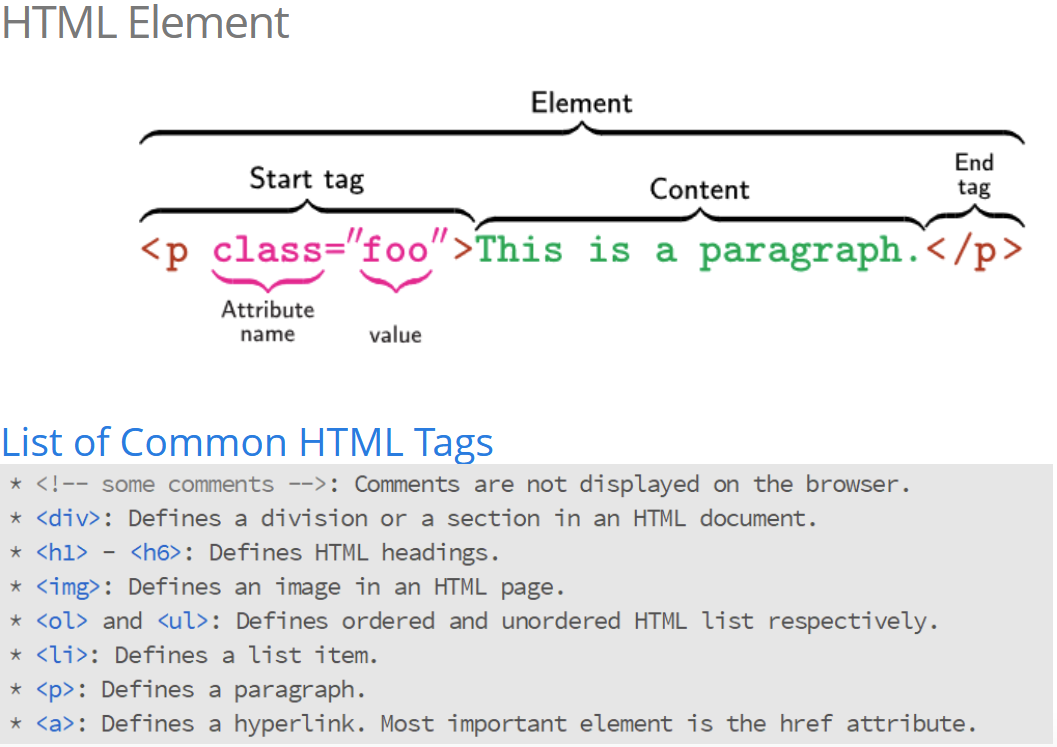 HTML Element
Element
Start tag
Content
End
tag
<p class="foo">This is a paragraph.</p>
Attribute
name
value
List of Common HTML Tags
* <!-- some comments -->: Comments are not displayed on the browser.
* <div>: Defines a division or a section in an HTML document.
* <h1> - <h6>: Defines HTML headings.
* <img>: Defines an image in an HTML page.
* <ol> and <ul>: Defines ordered and unordered HTML list respectively.
* <li>: Defines a list item.
* <p>: Defines a paragraph.
* <a>: Defines a hyperlink. Most important element is the href attribute.